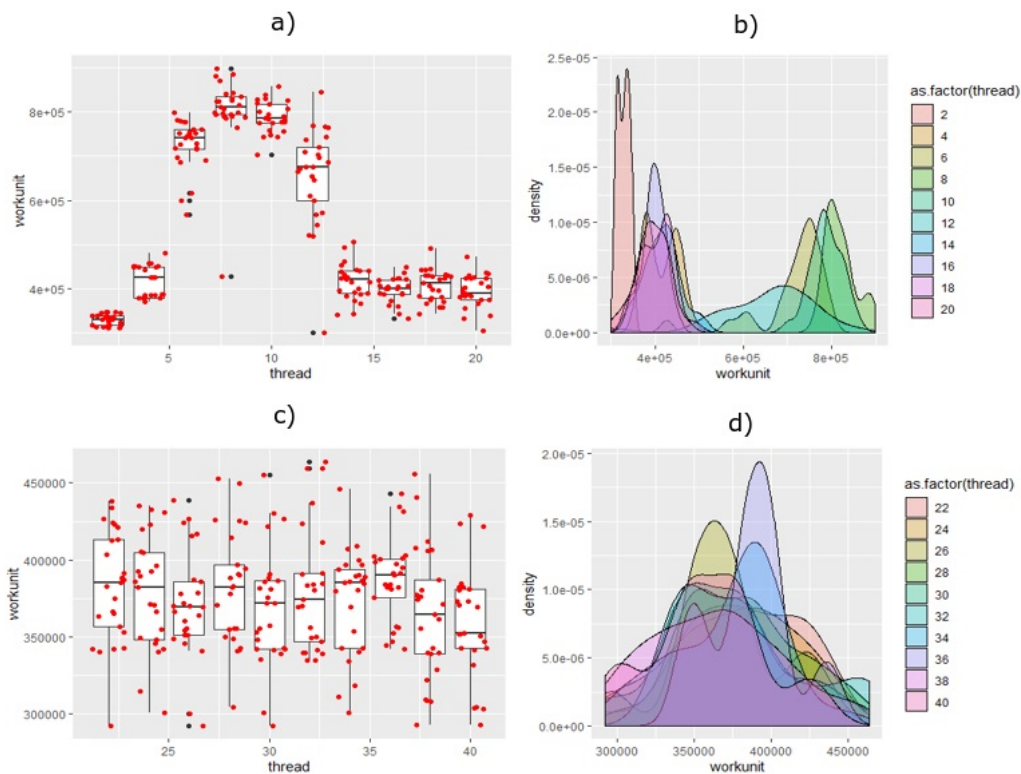 a)
workunit
8e+05
6e+05
4e+05
5
10
15
20
thread
b)
density
2.5e-05
2.0e-05
1.5e-05
1.0e-05
5.0e-06
0.0e+00
4e+05
6e+05
8e+05
workunit
as.factor(thread)
2
4
6
8
10
12
14
16
18
20
c)
workunit
450000
400000
350000
300000
25
30
35
40
thread
d)
density
2.0e-05
1.5e-05
1.0e-05
5.0e-06
0.0e+00
300000
350000
400000
450000
workunit
as.factor(thread)
22
24
26
28
30
32
34
36
38
40